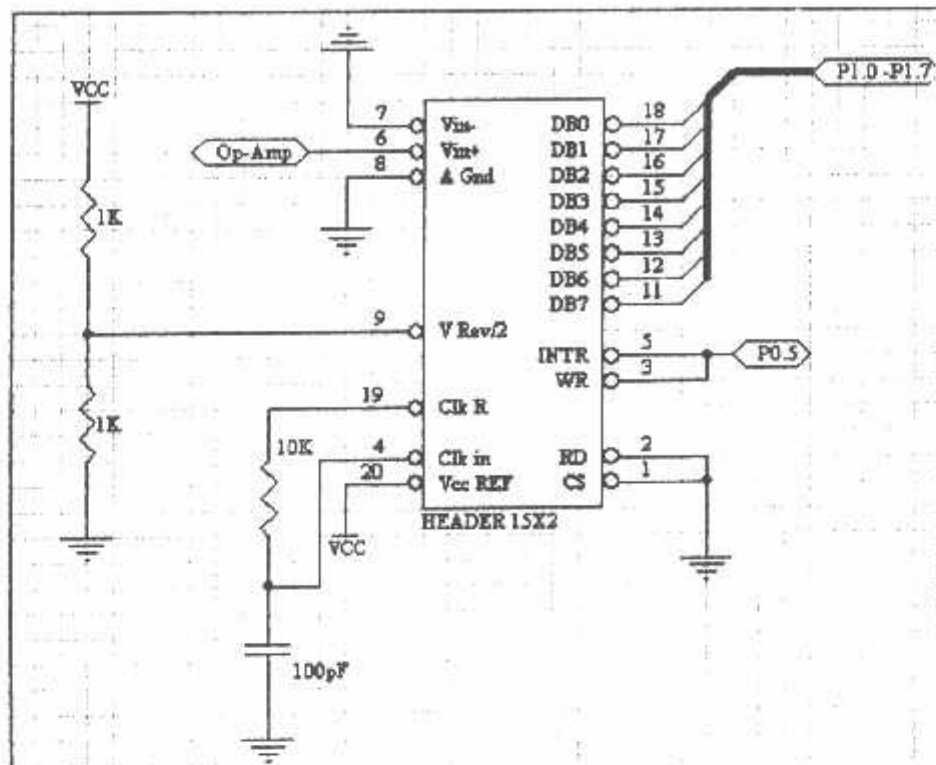 P1.0 -P1.7
VCC
7 Vin- DB0 18
Op-Amp 6 Vin+ DB1 17
8 A Gnd DB2 16
DB3 15
1K DB4 14
DB5 13
DB6 12
DB7 11
9 V Rev/2
INTR 5 P0.5
WR 3
19 Clk R
1K 10K
4 Clk in RD 2
20 Vcc REF CS 1
HEADER 15X2
VCC
100pF